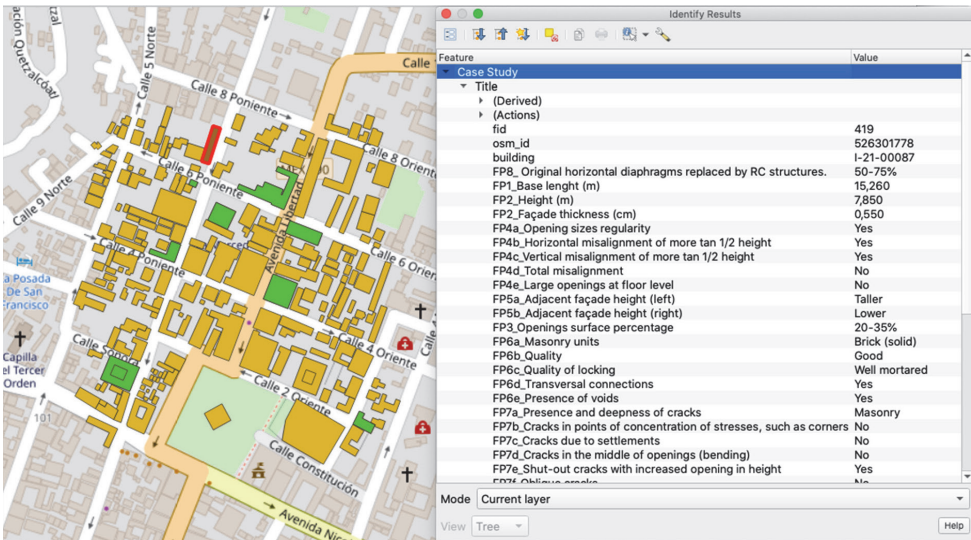 ación Quetzalcóatl
Calle 5 Norte
Calle
Calle 8 Poniente
Calle 8 Oriente
Calle 6 Poniente
Calle 9 Norte
Avenida Libertad
Calle 6 Orien
Calle 4 Poniente
a Posada
De San
Francisco
Calle 4 Oriente
Calle Sonora
Capilla
el Tercer
Orden
Calle 2 Oriente
101
Calle Constitución
Avenida Nico
Identify Results
Feature Value
Case Study
Title
(Derived)
(Actions)
fid 419
osm_id 526301778
building I-21-00087
FP8_ Original horizontal diaphragms replaced by RC structures. 50-75%
FP1_Base lenght (m) 15,260
FP2_Height (m) 7,850
FP2_Façade thickness (cm) 0,550
FP4a_Opening sizes regularity Yes
FP4b_Horizontal misalignment of more tan 1/2 height Yes
FP4c_Vertical misalignment of more tan 1/2 height Yes
FP4d_Total misalignment No
FP4e_Large openings at floor level No
FP5a_Adjacent façade height (left) Taller
FP5b_Adjacent façade height (right) Lower
FP3_Openings surface percentage 20-35%
FP6a_Masonry units Brick (solid)
FP6b_Quality Good
FP6c_Quality of locking Well mortared
FP6d_Transversal connections Yes
FP6e_Presence of voids Yes
FP7a_Presence and deepness of cracks Masonry
FP7b_Cracks in points of concentration of stresses, such as corners No
FP7c_Cracks due to settlements No
FP7d_Cracks in the middle of openings (bending) No
FP7e_Shut-out cracks with increased opening in height Yes
FP7f_Oblique cracks No
Mode Current layer
View Tree Help